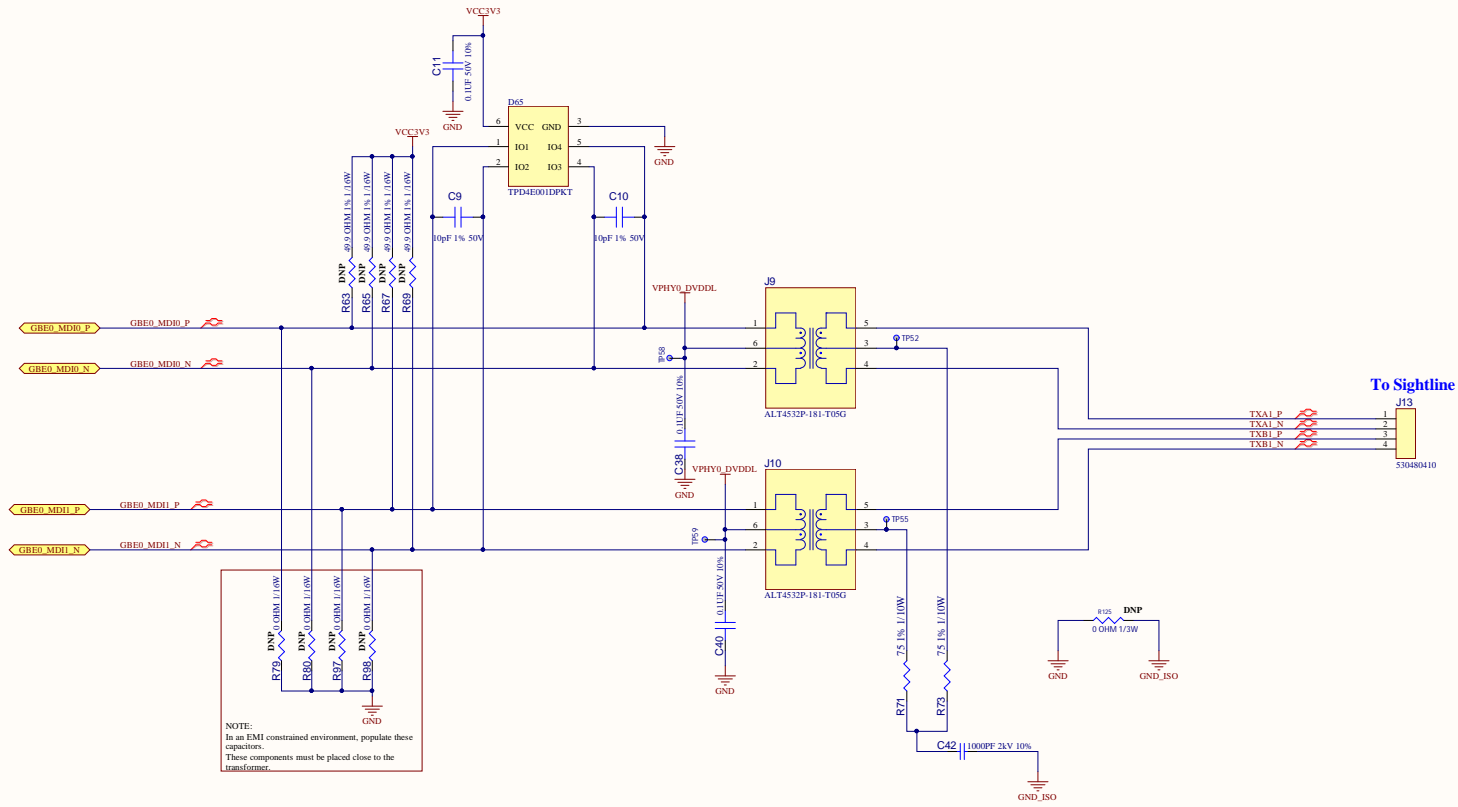 VCC3V3
C11
0.1UF 50V 10%
GND
D65
6 VCC GND 3
1 IO1 IO4 5
2 IO2 IO3 4
TPD4E001DPKT
GND
VCC3V3
49.9 OHM 1% 1/16W
49.9 OHM 1% 1/16W
49.9 OHM 1% 1/16W
49.9 OHM 1% 1/16W
DNP
DNP
DNP
DNP
R63
R65
R67
R69
C9
10pF 1% 50V
C10
10pF 1% 50V
GBE0_MDI0_P
GBE0_MDI0_P
GBE0_MDI0_N
GBE0_MDI0_N
VPHY0_DVDDL
TP58
0.1UF 50V 10%
C38
GND
J9
1
6
2
5
3
4
ALT4532P-181-T05G
TP52
To Sightline
J13
TXA1_P 1
TXA1_N 2
TXB1_P 3
TXB1_N 4
530480410
GBE0_MDI1_P
GBE0_MDI1_P
GBE0_MDI1_N
GBE0_MDI1_N
VPHY0_DVDDL
TP59
0.1UF 50V 10%
C40
GND
J10
1
6
2
5
3
4
ALT4532P-181-T05G
TP55
0 OHM 1/16W
0 OHM 1/16W
0 OHM 1/16W
0 OHM 1/16W
DNP
DNP
DNP
DNP
R79
R80
R97
R98
GND
NOTE:
In an EMI constrained environment, populate these
capacitors.
These components must be placed close to the
transformer.
75 1% 1/10W
75 1% 1/10W
R71
R73
C42 1000PF 2kV 10%
GND_ISO
R125 DNP
0 OHM 1/3W
GND
GND_ISO